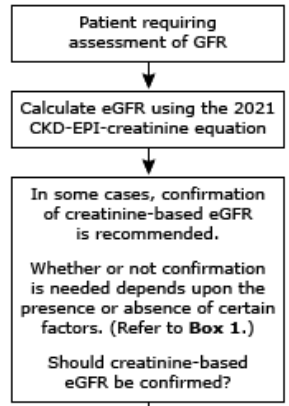 Patient requiring
assessment of GFR
Calculate eGFR using the 2021
CKD-EPI-creatinine equation
In some cases, confirmation
of creatinine-based eGFR
is recommended.
Whether or not confirmation
is needed depends upon the
presence or absence of certain
factors. (Refer to Box 1.)
Should creatinine-based
eGFR be confirmed?